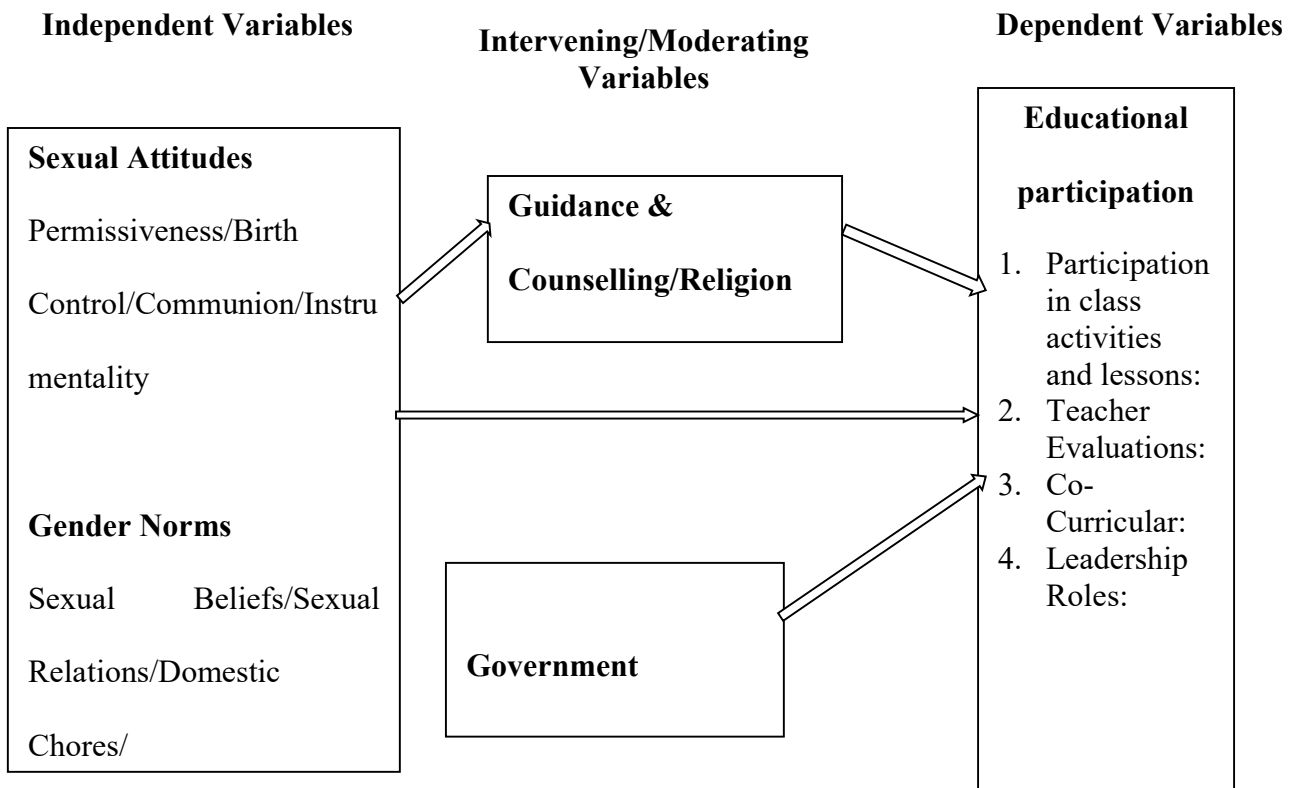 Independent Variables
Intervening/Moderating
Variables
Dependent Variables
Sexual Attitudes
Permissiveness/Birth
Control/Communion/Instru
mentality
Gender Norms
Sexual Beliefs/Sexual
Relations/Domestic
Chores/
Guidance &
Counselling/Religion
Government
Educational
participation
1. Participation
in class
activities
and lessons:
2. Teacher
Evaluations:
3. Co-
Curricular:
4. Leadership
Roles: